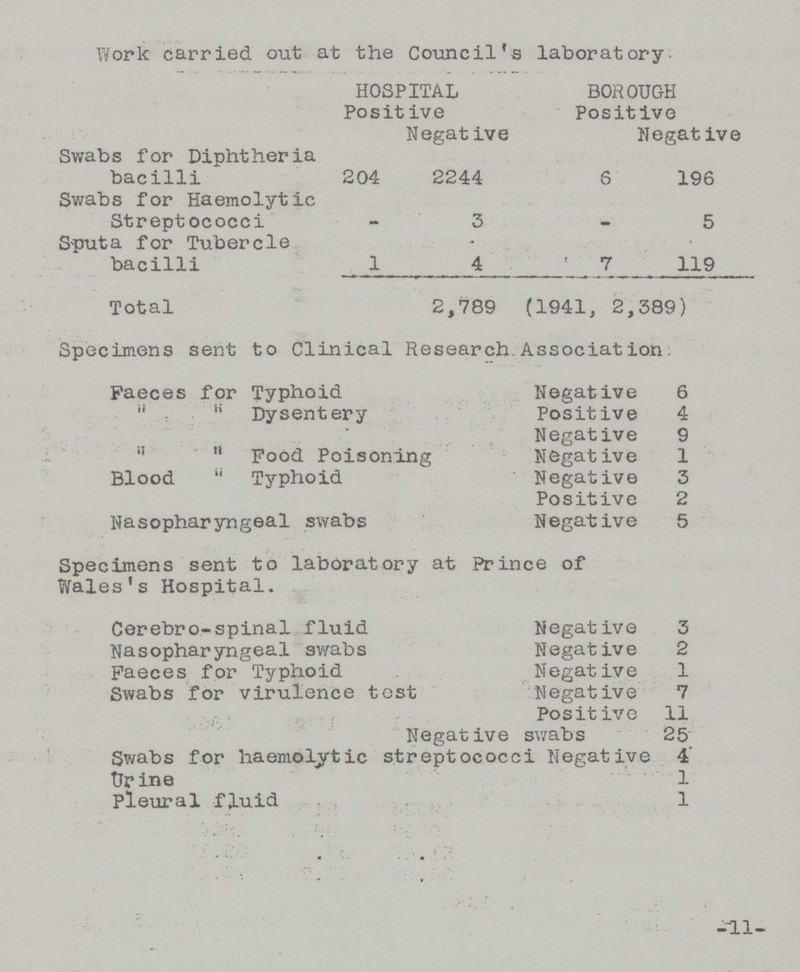 Work carried out at the Council's laboratory.
HOSPITAL BOROUGH
Positive Positive
Negative Negative
Swabs for Diphtheria
bacilli 204 2244 6 196
Swabs for Haemolytic
Streptococci - 3 - 5
Sputa for Tubercle
bacilli 1 4 7 119
Total 2,789 (1941, 2,389)
Specimens sent to Clinical Research Association:
Faeces for Typhoid Negative 6
" " Dysentery Positive 4
Negative 9
" " Food Poisoning Negative 1
Blood " Typhoid Negative 3
Positive 2
Nasopharyngeal swabs Negative 5
Specimens sent to laboratory at Prince of
Wales's Hospital.
Cerebro-spinal fluid Negative 3
Nasopharyngeal swabs Negative 2
Faeces for Typhoid Negative 1
Swabs for virulence test Negative 7
Positive 11
Negative swabs 25
Swabs for haemolytic streptococci Negative 4
Urine 1
Pleural fluid 1
-11-